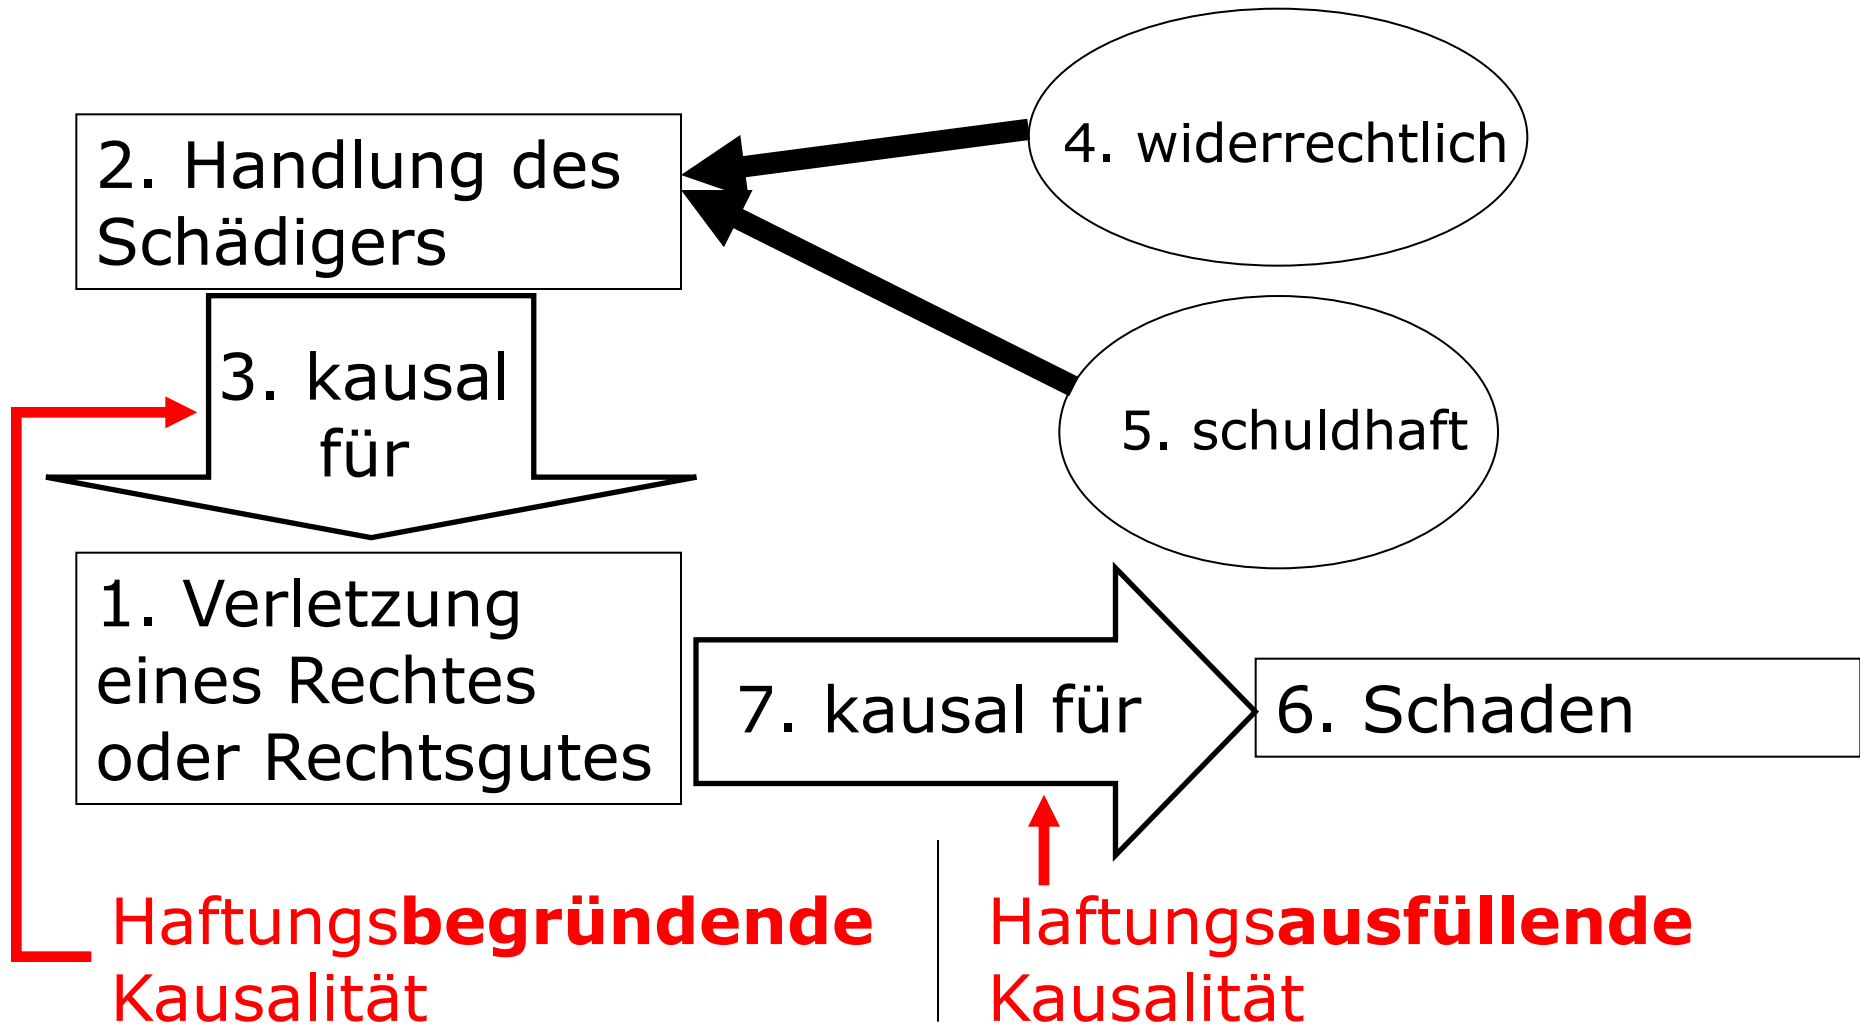 2. Handlung des
Schädigers
4. widerrechtlich
3. kausal
für
5. schuldhaft
1. Verletzung
eines Rechtes
oder Rechtsgutes
7. kausal für
6. Schaden
Haftungsbegründende
Kausalität
Haftungsausfüllende
Kausalität